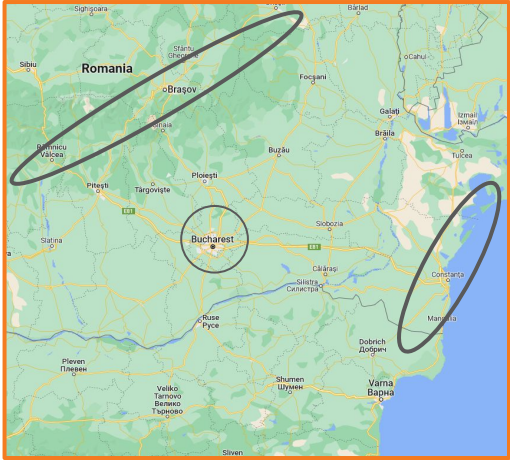 Sighișoara
Bârlad
Sfântu
Gheorghe
Sibiu
Romania
Cahul
Focșani
Brașov
Galați
Izmail
Ізмаїл
Sinaia
Brăila
Râmnicu
Vâlcea
Buzău
Tulcea
Ploiești
Pitești
Târgoviște
E81
Slatina
Bucharest
Slobozia
E81
Călărași
Constanța
Silistra
Силистра
Ruse
Русе
Mangalia
Dobrich
Добрич
Pleven
Плевен
Shumen
Шумен
Varna
Варна
Veliko
Tarnovo
Велико
Търново
Sliven